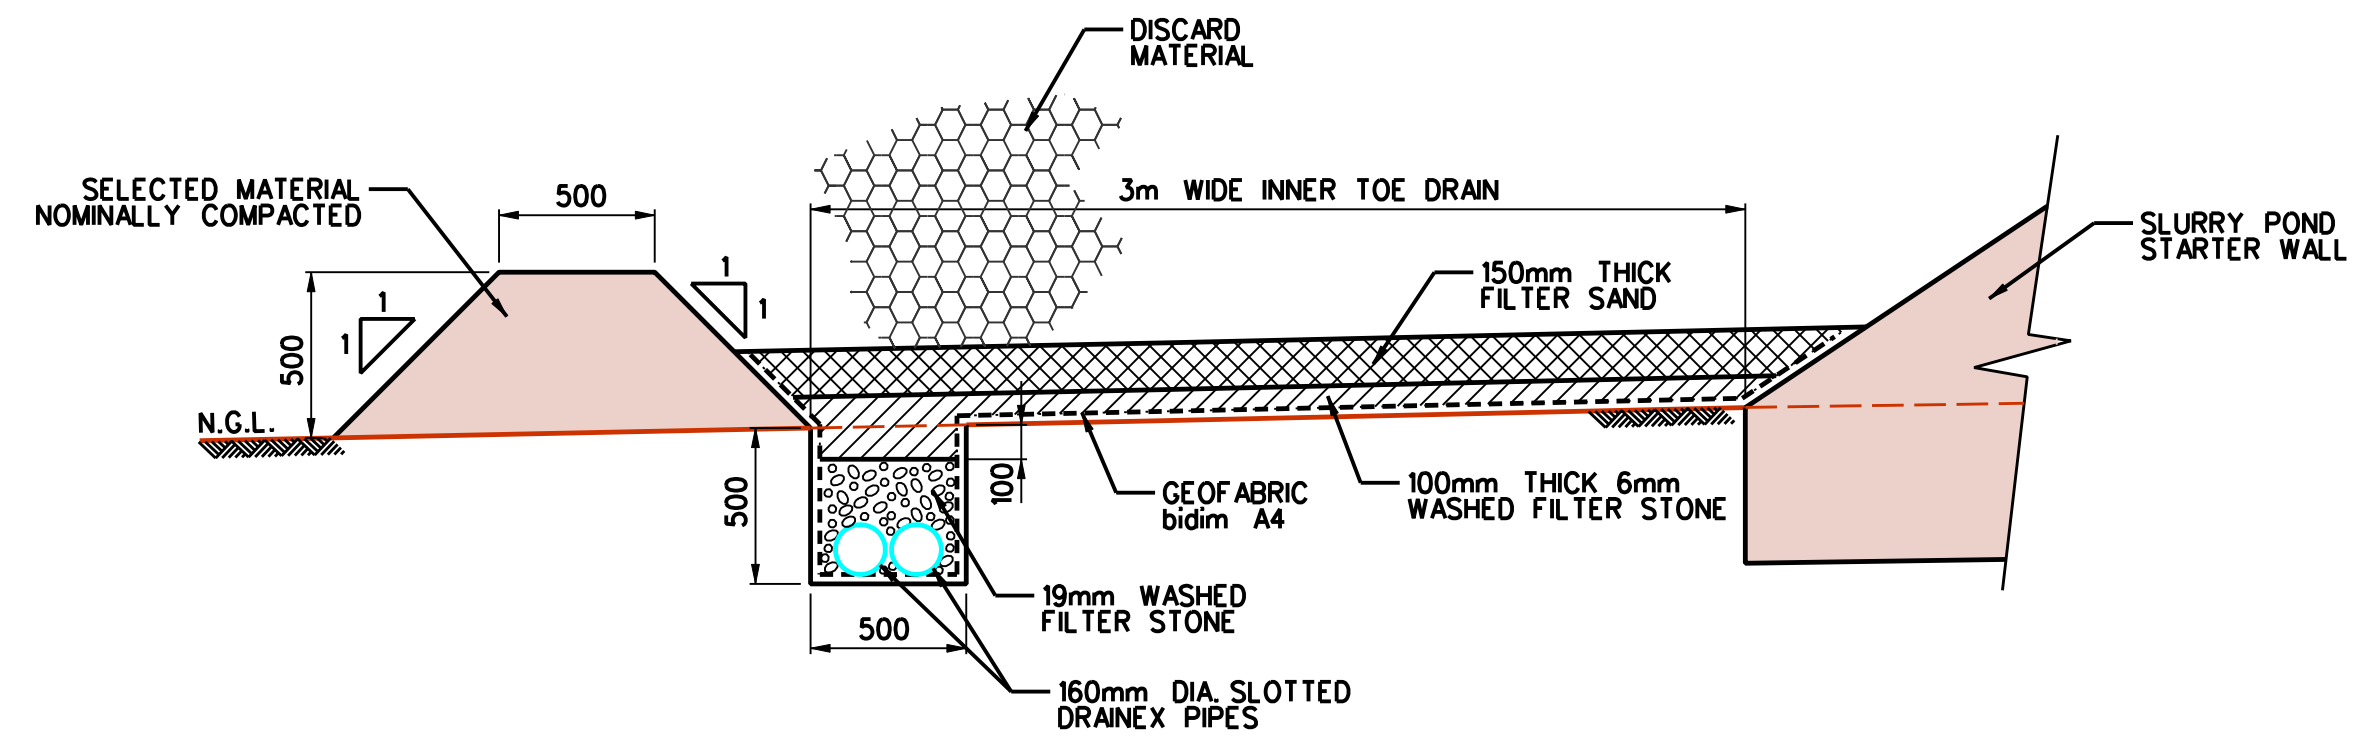 DISCARD
MATERIAL
SELECTED MATERIAL
NOMINALLY COMPACTED
500
3m WIDE INNER TOE DRAIN
SLURRY POND
STARTER WALL
1
1
1
1
150mm THICK
FILTER SAND
500
N.G.L.
500
100
GEOFABRIC
bidim A4
100mm THICK 6mm
WASHED FILTER STONE
19mm WASHED
FILTER STONE
500
160mm DIA. SLOTTED
DRAINEX PIPES